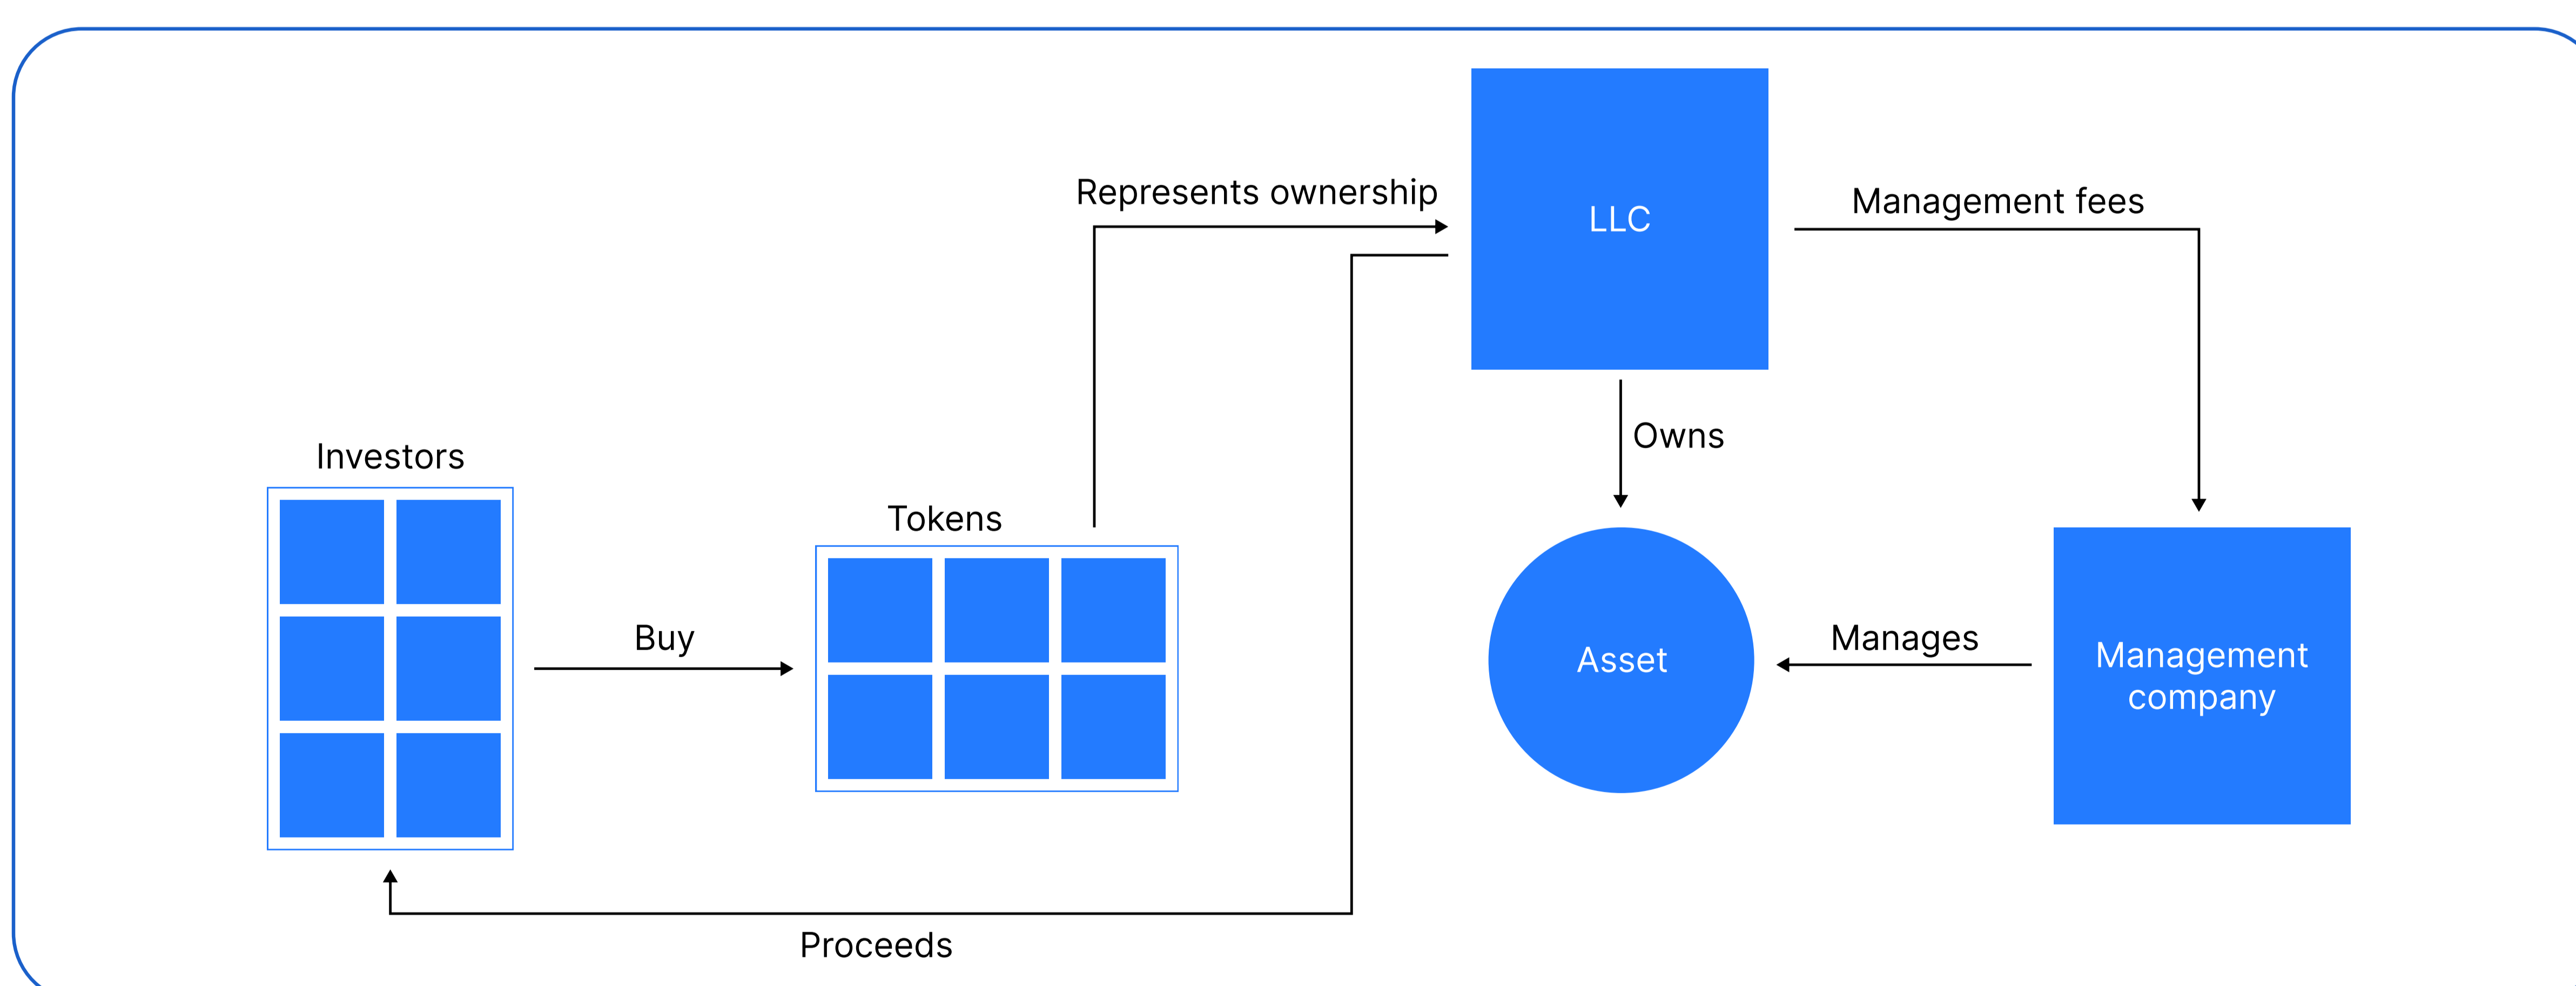 Represents ownership
LLC
Management fees
Owns
Investors
Tokens
Buy
Asset
Manages
Management
company
Proceeds